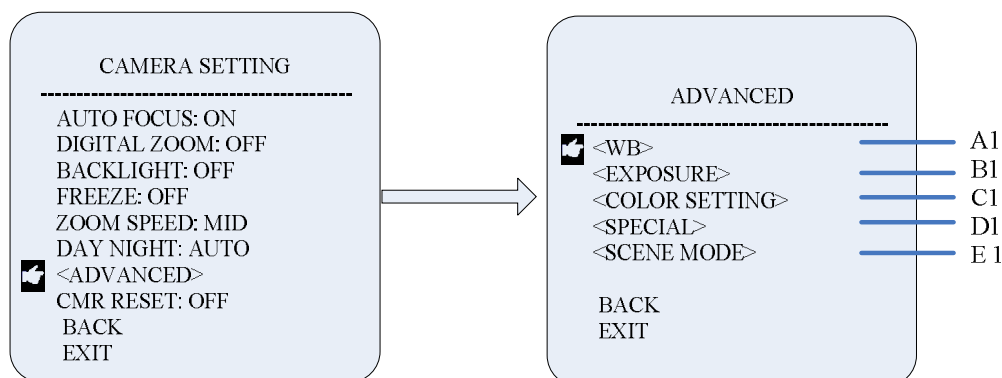 CAMERA SETTING
AUTO FOCUS: ON
DIGITAL ZOOM: OFF
BACKLIGHT: OFF
FREEZE: OFF
ZOOM SPEED: MID
DAY NIGHT: AUTO
<ADVANCED>
CMR RESET: OFF
BACK
EXIT
ADVANCED
<WB>
<EXPOSURE>
<COLOR SETTING>
<SPECIAL>
<SCENE MODE>
BACK
EXIT
A1
B1
C1
D1
E 1